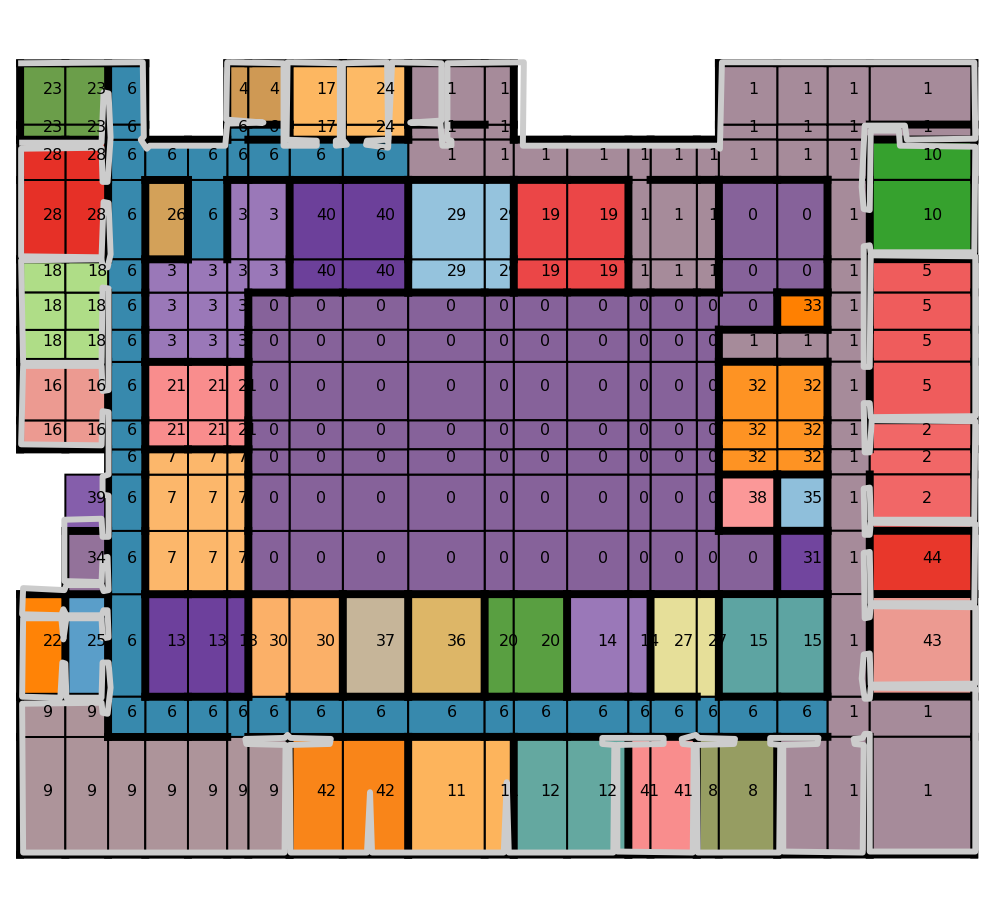 23 23 6 4 4 17 24 1 1 1 1 1 1
23 23 6 6 6 17 24 1 1 1 1 1 1
28 28 6 6 6 6 6 6 6 1 1 1 1 1 1 1 1 1 1 10
28 28 6 26 6 3 3 40 40 29 29 19 19 1 1 1 0 0 1 10
18 18 6 3 3 3 3 40 40 29 29 19 19 1 1 1 0 0 1 5
18 18 6 3 3 3 0 0 0 0 0 0 0 0 0 0 0 33 1 5
18 18 6 3 3 3 0 0 0 0 0 0 0 0 0 0 1 1 1 5
16 16 6 21 21 21 0 0 0 0 0 0 0 0 0 0 32 32 1 5
16 16 6 21 21 21 0 0 0 0 0 0 0 0 0 0 32 32 1 2
6 7 7 7 0 0 0 0 0 0 0 0 0 0 32 32 1 2
39 6 7 7 7 0 0 0 0 0 0 0 0 0 0 38 35 1 2
34 6 7 7 7 0 0 0 0 0 0 0 0 0 0 0 31 1 44
22 25 6 13 13 13 30 30 37 36 20 20 14 14 27 27 15 15 1 43
9 9 6 6 6 6 6 6 6 6 6 6 6 6 6 6 6 6 1 1
9 9 9 9 9 9 9 42 42 11 11 12 12 41 41 8 8 1 1 1